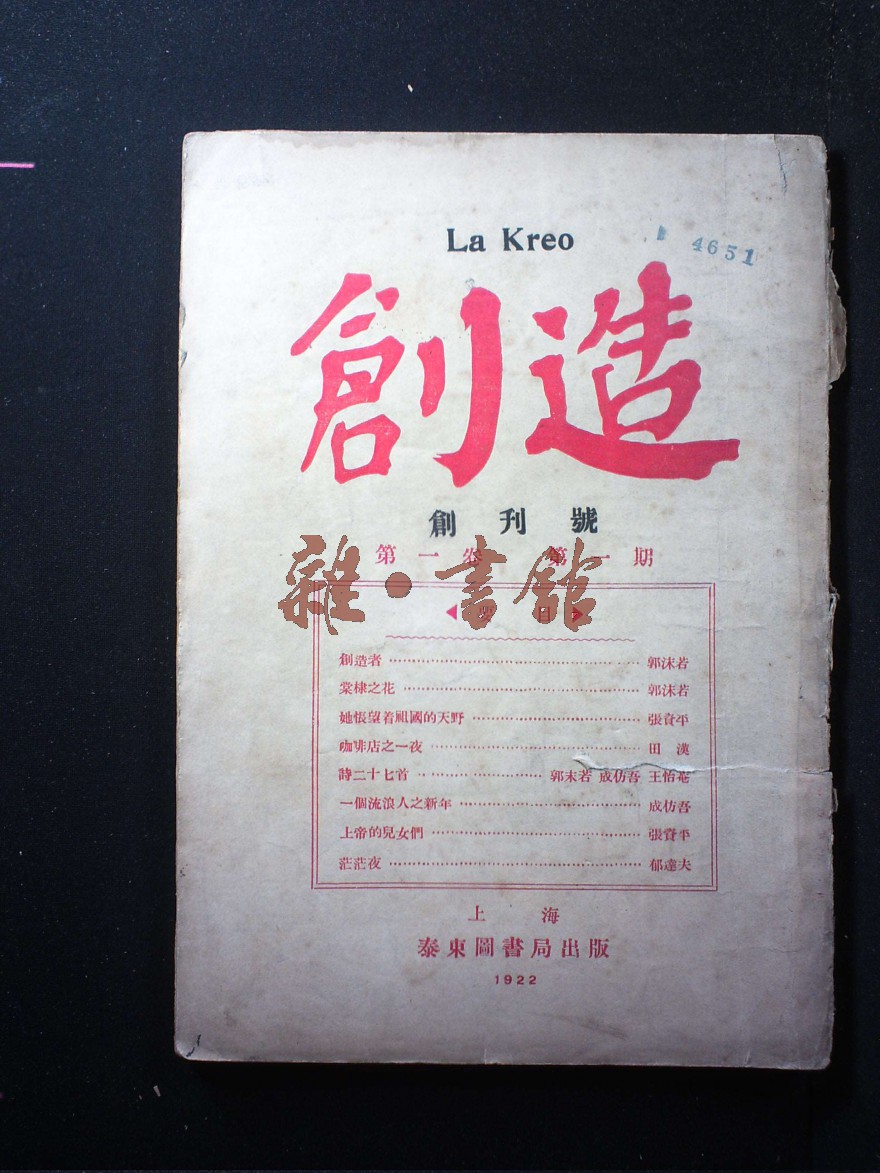 La Kreo
4651
創造
創刊號
第一卷 第一期
雜·書館
要目
創造者 郭沫若
棠棣之花 郭沫若
她悵望着祖國的天野 張資平
咖啡店之一夜 田漢
詩二十七首 郭末若 成仿吾 王怡菴
一個流浪人之新年 成仿吾
上帝的兒女們 張資平
茫茫夜 郁達夫
上海
泰東圖書局出版
1922